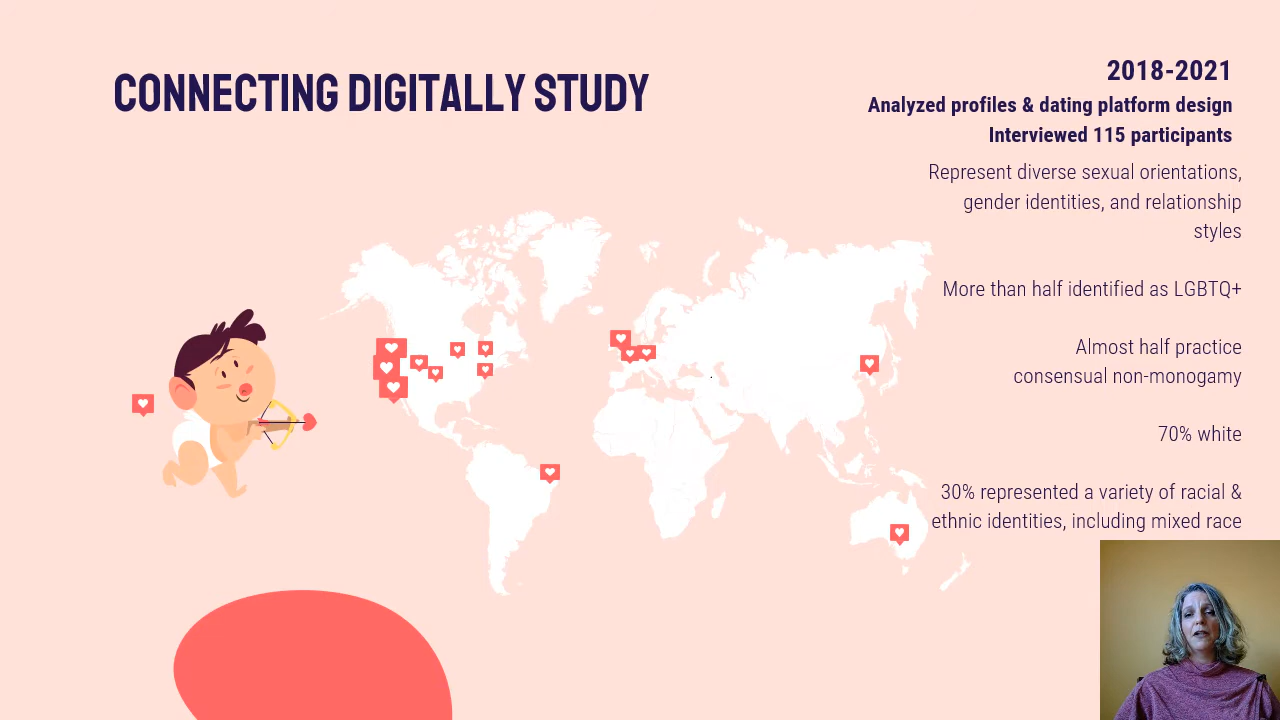 CONNECTING DIGITALLY STUDY
2018-2021
Analyzed profiles & dating platform design
Interviewed 115 participants
Represent diverse sexual orientations,
gender identities, and relationship
styles
More than half identified as LGBTQ+
Almost half practice
consensual non-monogamy
70% white
30% represented a variety of racial &
ethnic identities, including mixed race